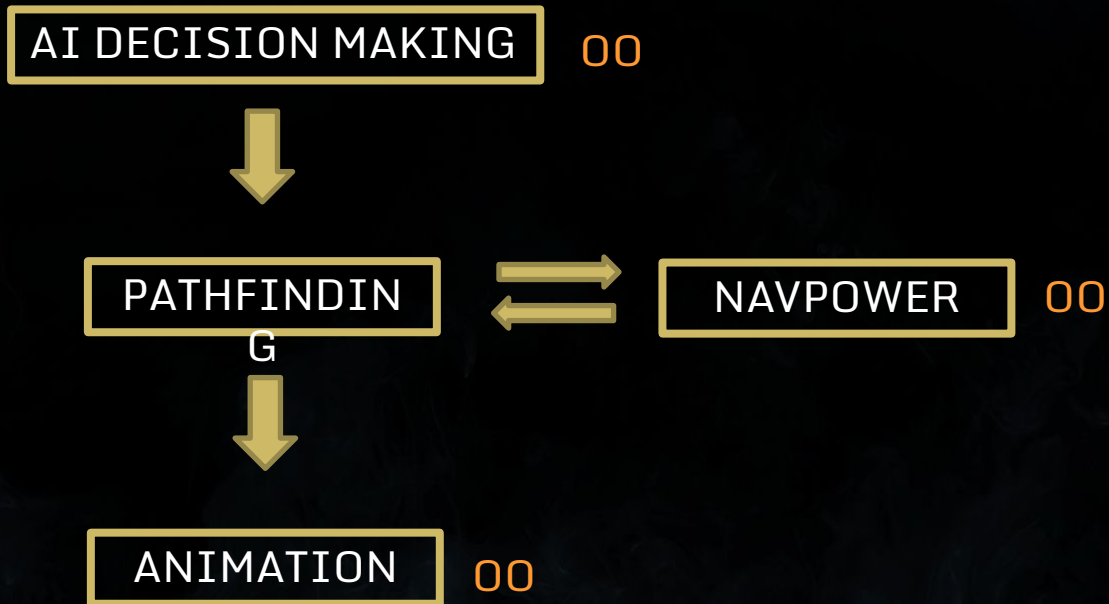 AI DECISION MAKING
OO
PATHFINDIN
G
NAVPOWER
OO
ANIMATION
OO